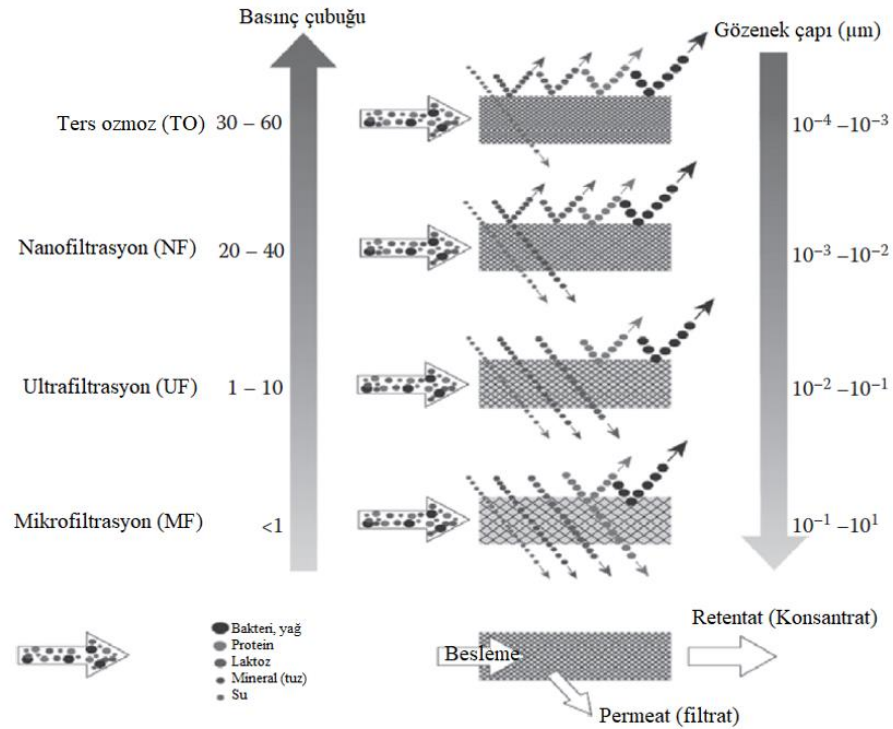 Basınç çubuğu
Gözenek çapı (µm)
Ters ozmoz (TO) 30 – 60
10⁻⁴ –10⁻³
Nanofiltrasyon (NF) 20 – 40
10⁻³ –10⁻²
Ultrafiltrasyon (UF) 1 – 10
10⁻² –10⁻¹
Mikrofiltrasyon (MF) <1
10⁻¹ –10¹
Bakteri, yağ
Protein
Laktoz
Mineral (tuz)
Su
Besleme
Retentat (Konsantrat)
Permeat (filtrat)